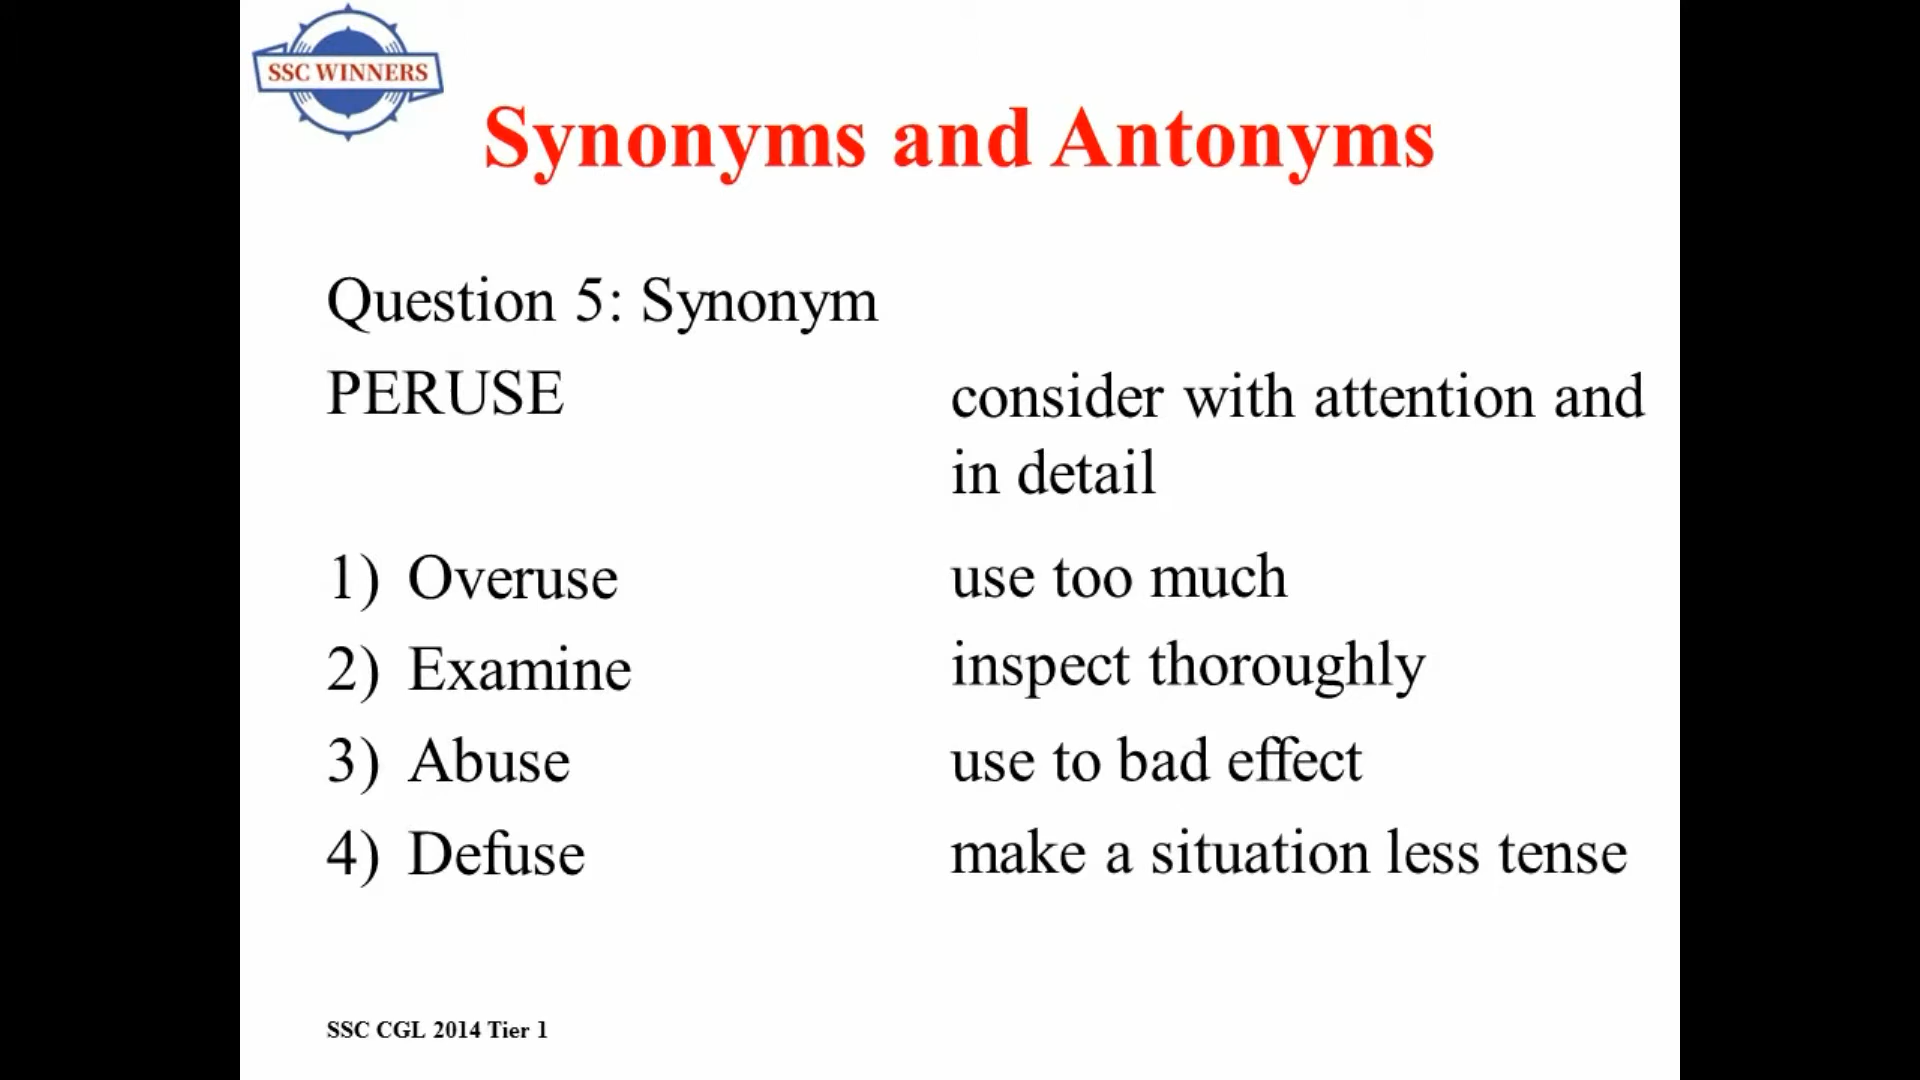 SSC WINNERS
Synonyms and Antonyms
Question 5: Synonym
PERUSE consider with attention and
in detail
1) Overuse use too much
2) Examine inspect thoroughly
3) Abuse use to bad effect
4) Defuse make a situation less tense
SSC CGL 2014 Tier 1